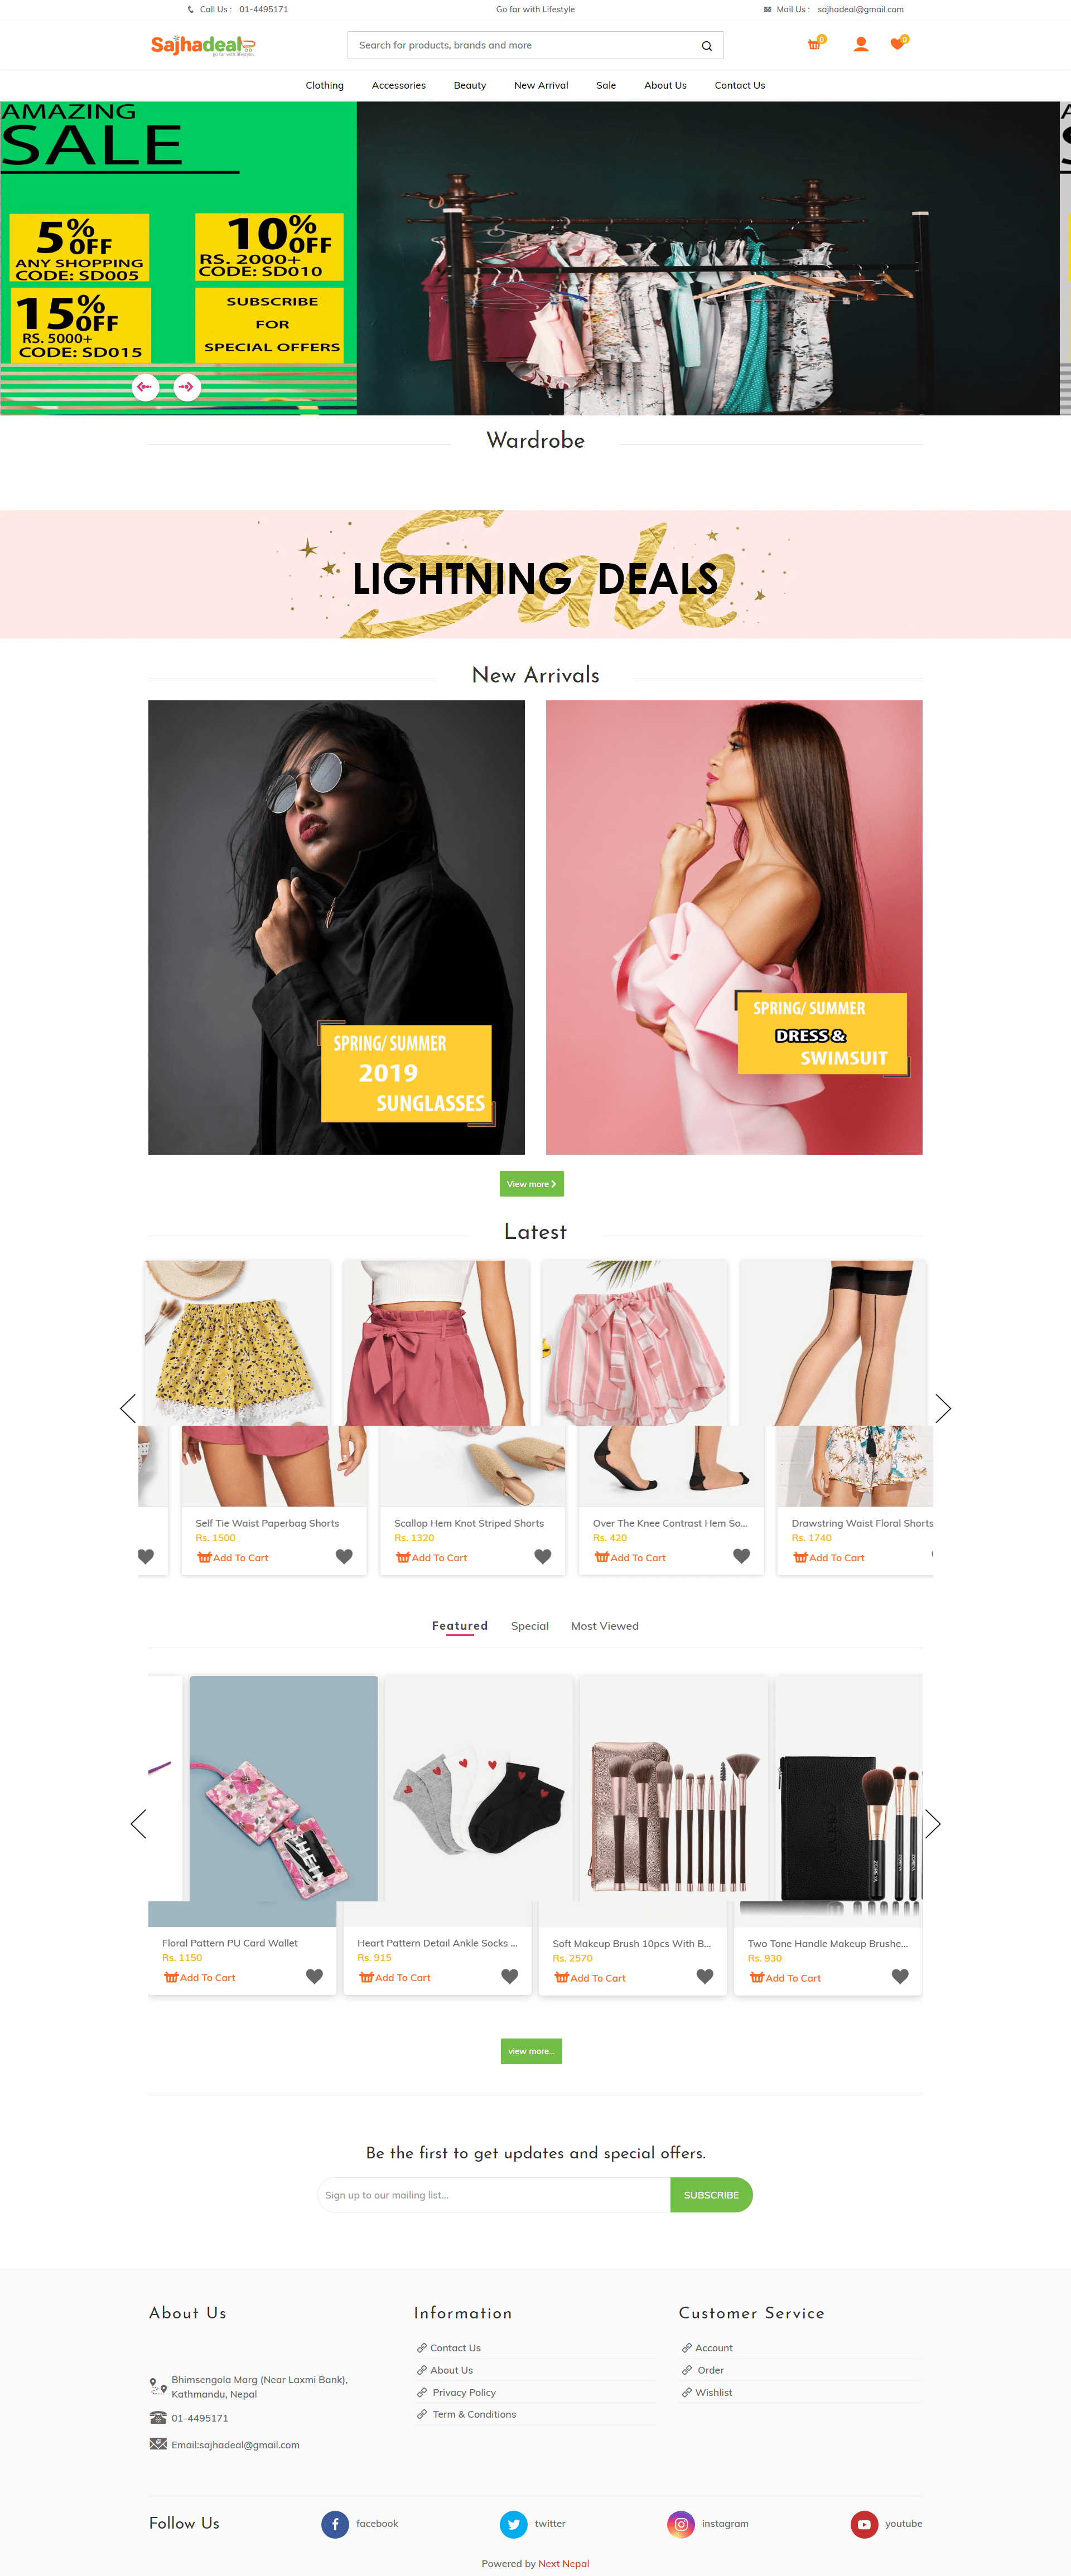 Call Us : 01-4495171
Go far with Lifestyle
Mail Us : sajhadeal@gmail.com
Sajhadeal
go far with lifestyle..
Search for products, brands and more
0
0
Clothing Accessories Beauty New Arrival Sale About Us Contact Us
AMAZING
SALE
5% OFF
ANY SHOPPING
CODE: SD005
10% OFF
RS. 2000+
CODE: SD010
15% OFF
RS. 5000+
CODE: SD015
SUBSCRIBE
FOR
SPECIAL OFFERS
Wardrobe
Sale
LIGHTNING DEALS
New Arrivals
SPRING/ SUMMER
2019
SUNGLASSES
SPRING/ SUMMER
DRESS &
SWIMSUIT
View more
Latest
Self Tie Waist Paperbag Shorts
Rs. 1500
Add To Cart
Scallop Hem Knot Striped Shorts
Rs. 1320
Add To Cart
Over The Knee Contrast Hem So...
Rs. 420
Add To Cart
Drawstring Waist Floral Shorts
Rs. 1740
Add To Cart
Featured Special Most Viewed
Floral Pattern PU Card Wallet
Rs. 1150
Add To Cart
Heart Pattern Detail Ankle Socks ...
Rs. 915
Add To Cart
Soft Makeup Brush 10pcs With B...
Rs. 2570
Add To Cart
Two Tone Handle Makeup Brushe...
Rs. 930
Add To Cart
view more...
Be the first to get updates and special offers.
Sign up to our mailing list...
SUBSCRIBE
About Us
Bhimsengola Marg (Near Laxmi Bank),
Kathmandu, Nepal
01-4495171
Email:sajhadeal@gmail.com
Information
Contact Us
About Us
Privacy Policy
Term & Conditions
Customer Service
Account
Order
Wishlist
Follow Us
facebook
twitter
instagram
youtube
Powered by Next Nepal